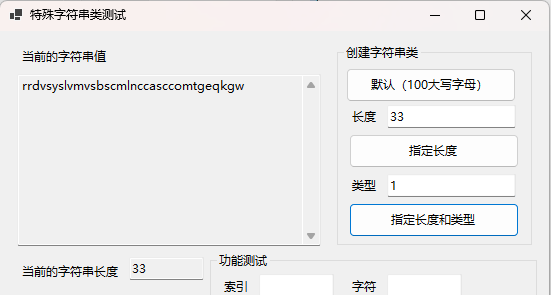 特殊字符串类测试
当前的字符串值
rrdvsyslvmvsbscmlnccasccomtgeqkgw
创建字符串类
默认（100大写字母）
长度 33
指定长度
类型 1
指定长度和类型
当前的字符串长度 33
功能测试
索引 字符